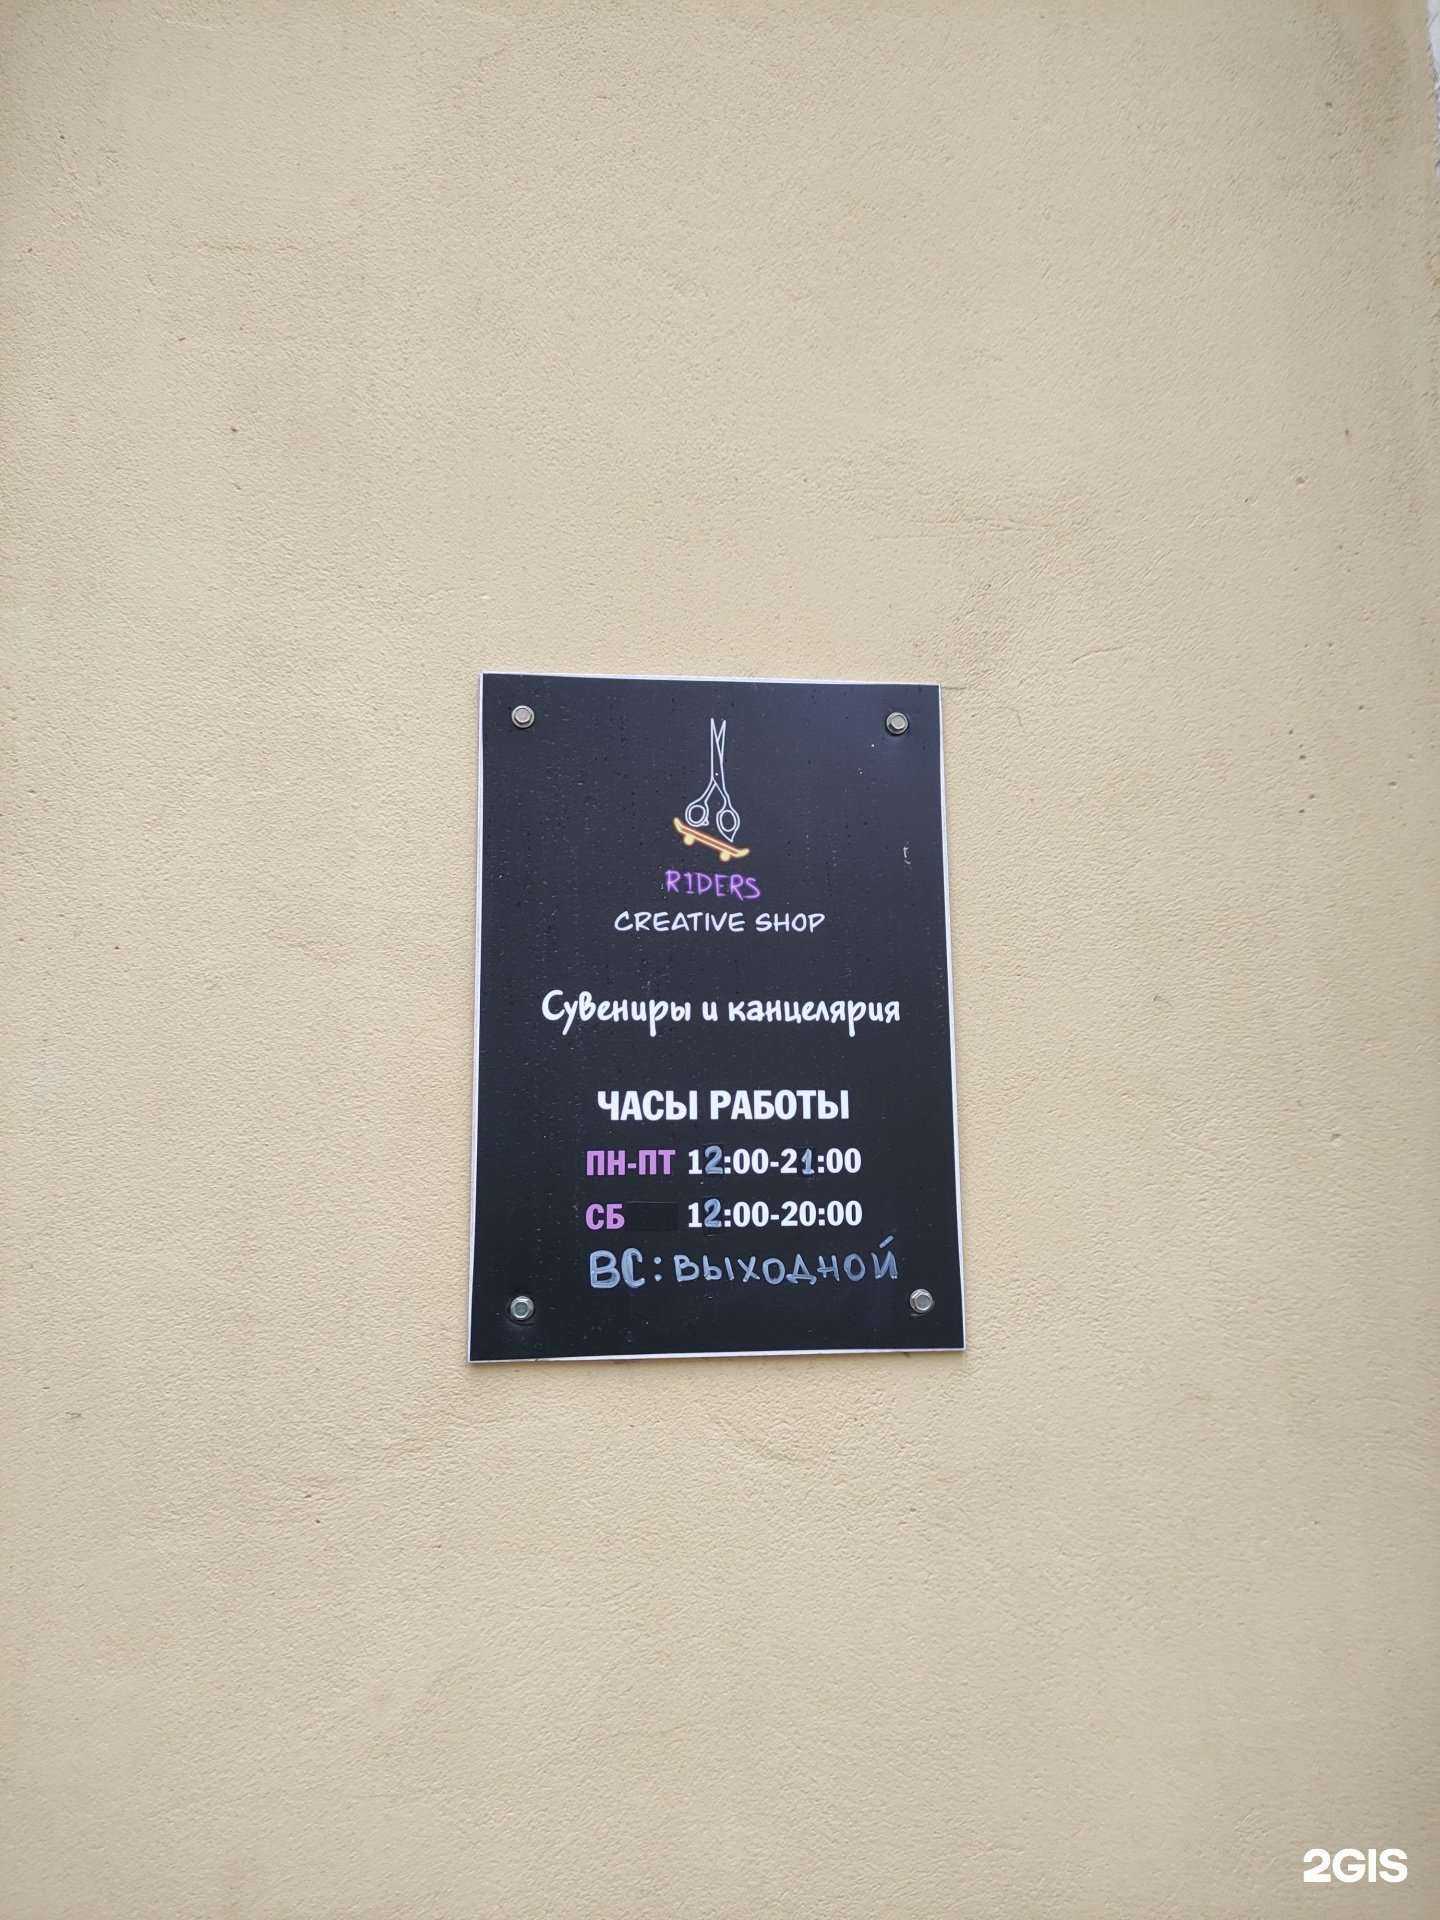 R1DERS
CREATIVE SHOP
Сувениры и канцелярия
ЧАСЫ РАБОТЫ
ПН-ПТ 12:00-21:00
СБ 12:00-20:00
ВС: ВЫХОДНОЙ
2GIS